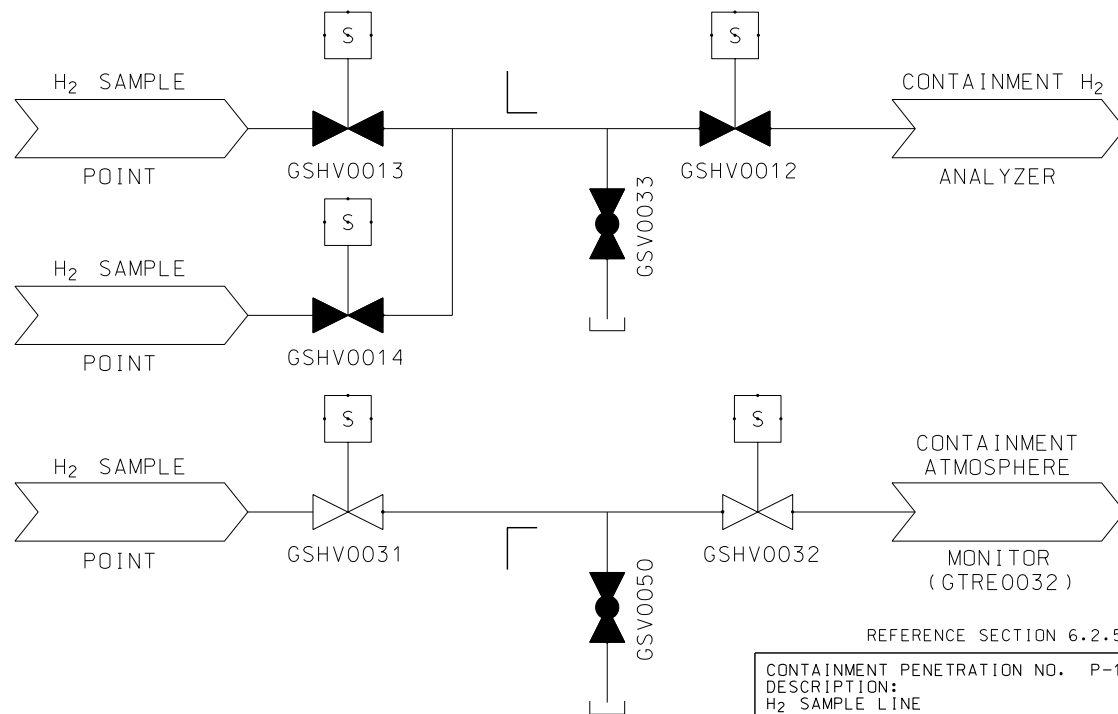 S
S
H₂ SAMPLE
POINT
GSHV0013
GSHV0012
CONTAINMENT H₂
ANALYZER
GSV0033
S
H₂ SAMPLE
POINT
GSHV0014
S
S
H₂ SAMPLE
POINT
GSHV0031
GSHV0032
CONTAINMENT
ATMOSPHERE
MONITOR
(GTRE0032)
GSV0050
REFERENCE SECTION 6.2.5
CONTAINMENT PENETRATION NO. P-1
DESCRIPTION:
H₂ SAMPLE LINE